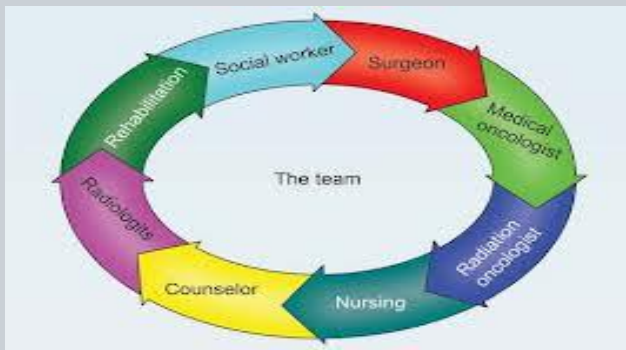 Social worker
Surgeon
Medical
oncologist
Radiation
oncologist
Nursing
Counselor
Radiologits
Rehabilitation
The team